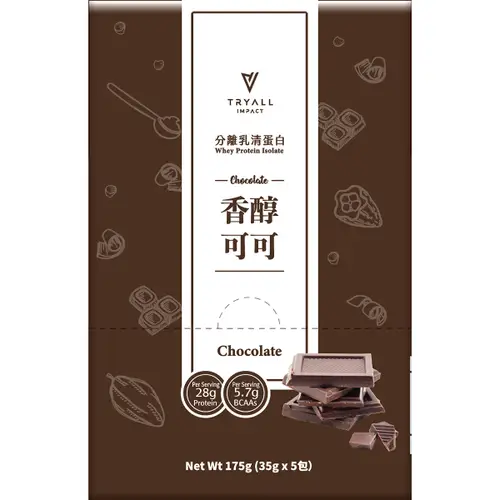 TRYALL
IMPACT
分離乳清蛋白
Whey Protein Isolate
Chocolate
香醇
可可
Chocolate
Per Serving
28g
Protein
Per Serving
5.7g
BCAAs
Net Wt 175g (35g x 5包)